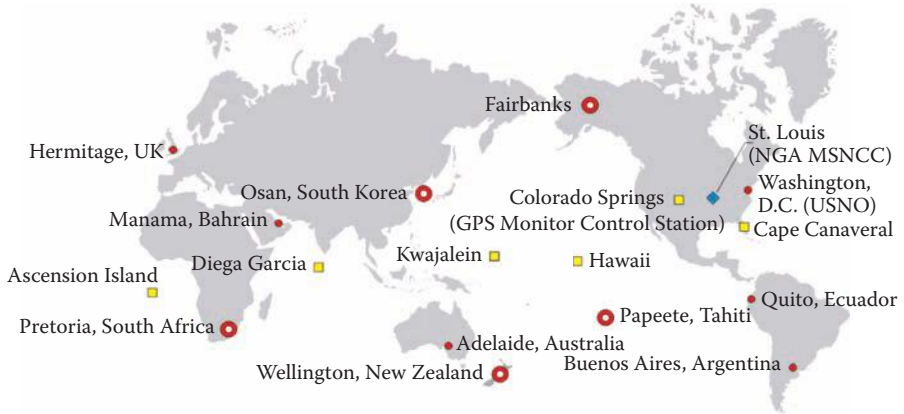 Fairbanks
St. Louis
(NGA MSNCC)
Hermitage, UK
Washington,
D.C. (USNO)
Osan, South Korea
Colorado Springs
(GPS Monitor Control Station)
Manama, Bahrain
Cape Canaveral
Kwajalein
Hawaii
Diega Garcia
Ascension Island
Quito, Ecuador
Papeete, Tahiti
Pretoria, South Africa
Adelaide, Australia
Buenos Aires, Argentina
Wellington, New Zealand